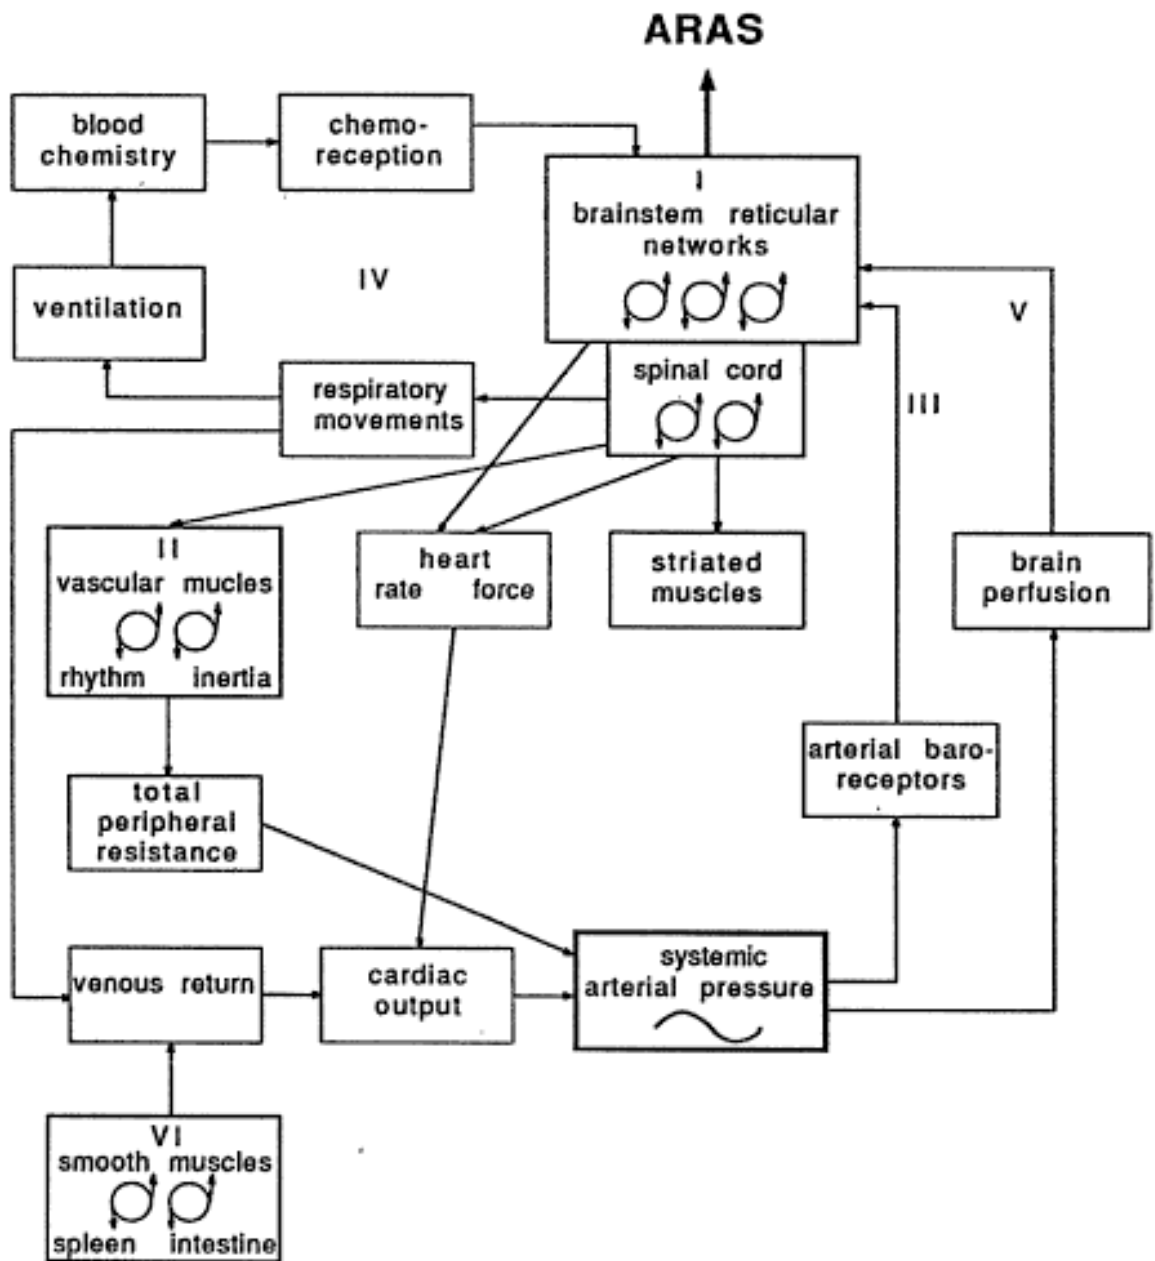 ARAS
blood
chemistry
chemo-
reception
I
brainstem reticular
networks
ventilation
IV
V
spinal cord
respiratory
movements
III
II
vascular mucles
rhythm inertia
heart
rate force
striated
muscles
brain
perfusion
arterial baro-
receptors
total
peripheral
resistance
venous return
cardiac
output
systemic
arterial pressure
VI
smooth muscles
spleen intestine